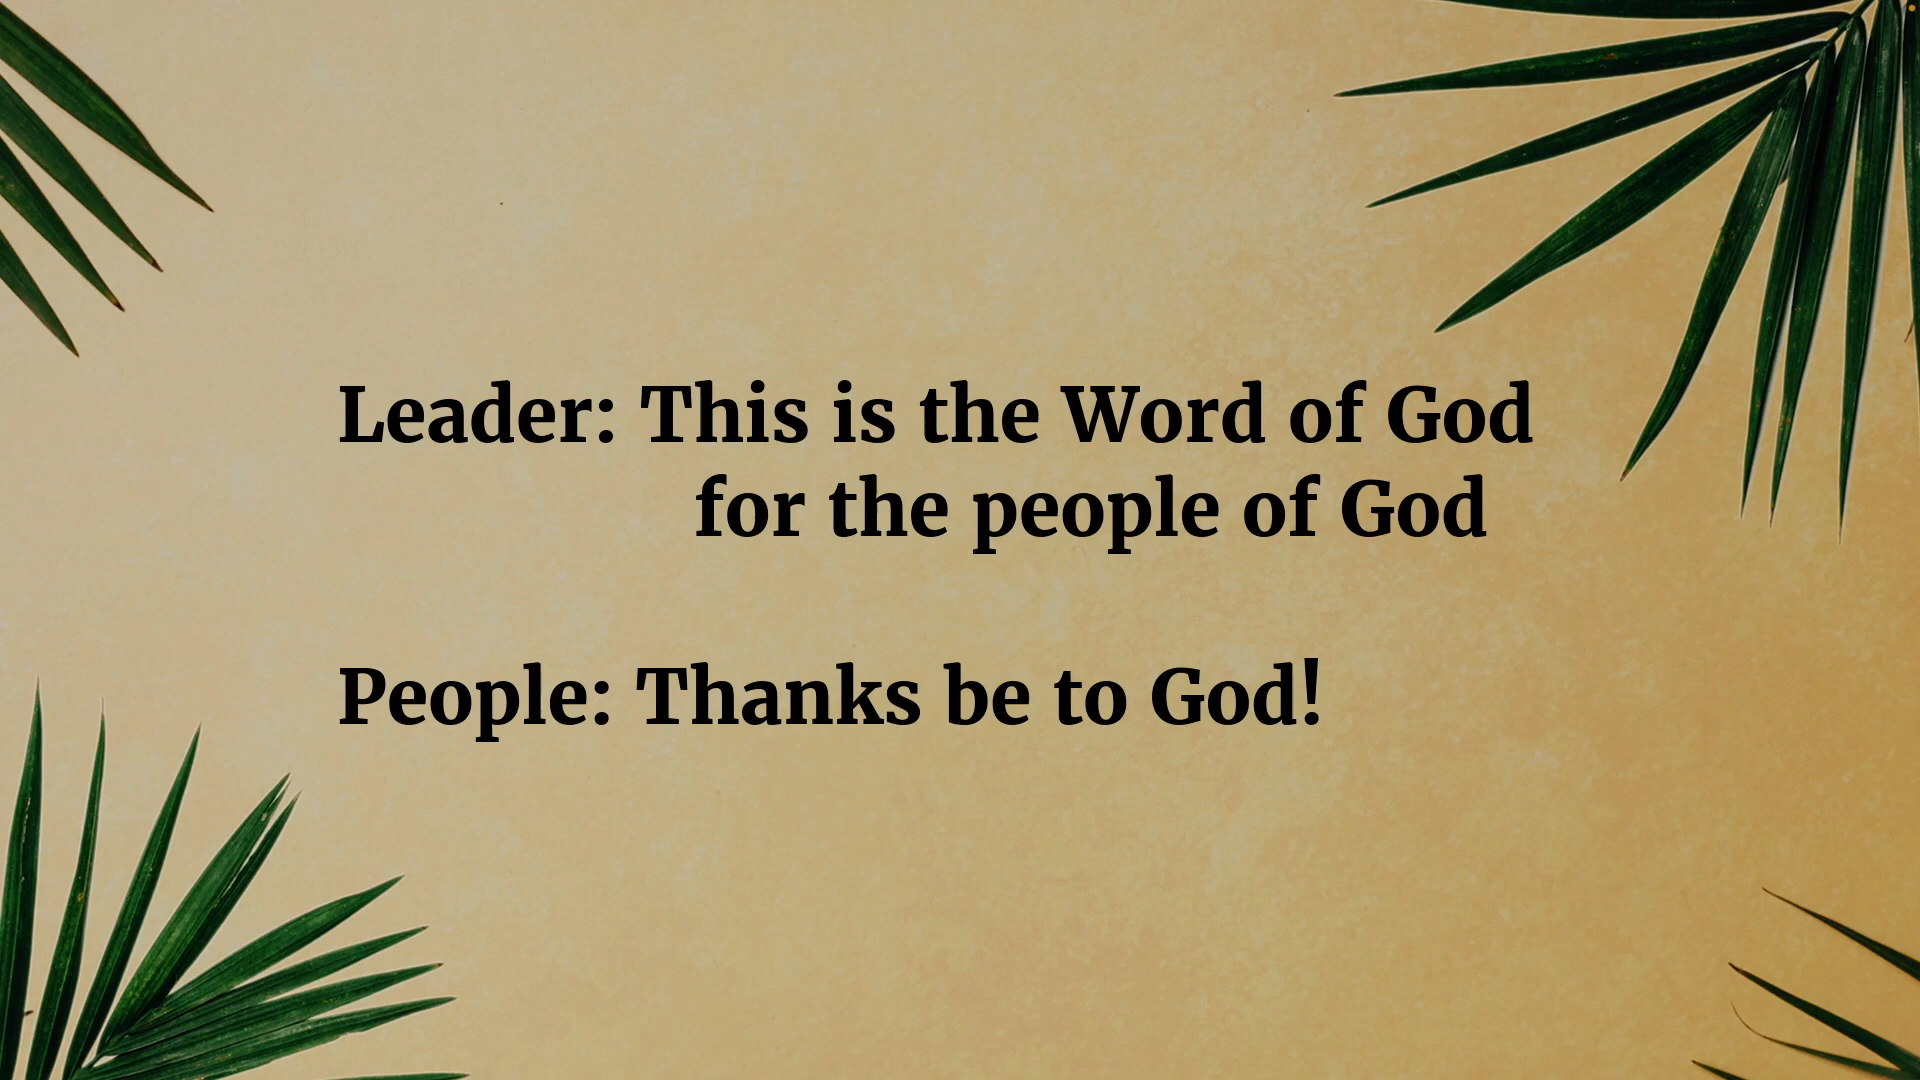 Leader: This is the Word of God
for the people of God
People: Thanks be to God!